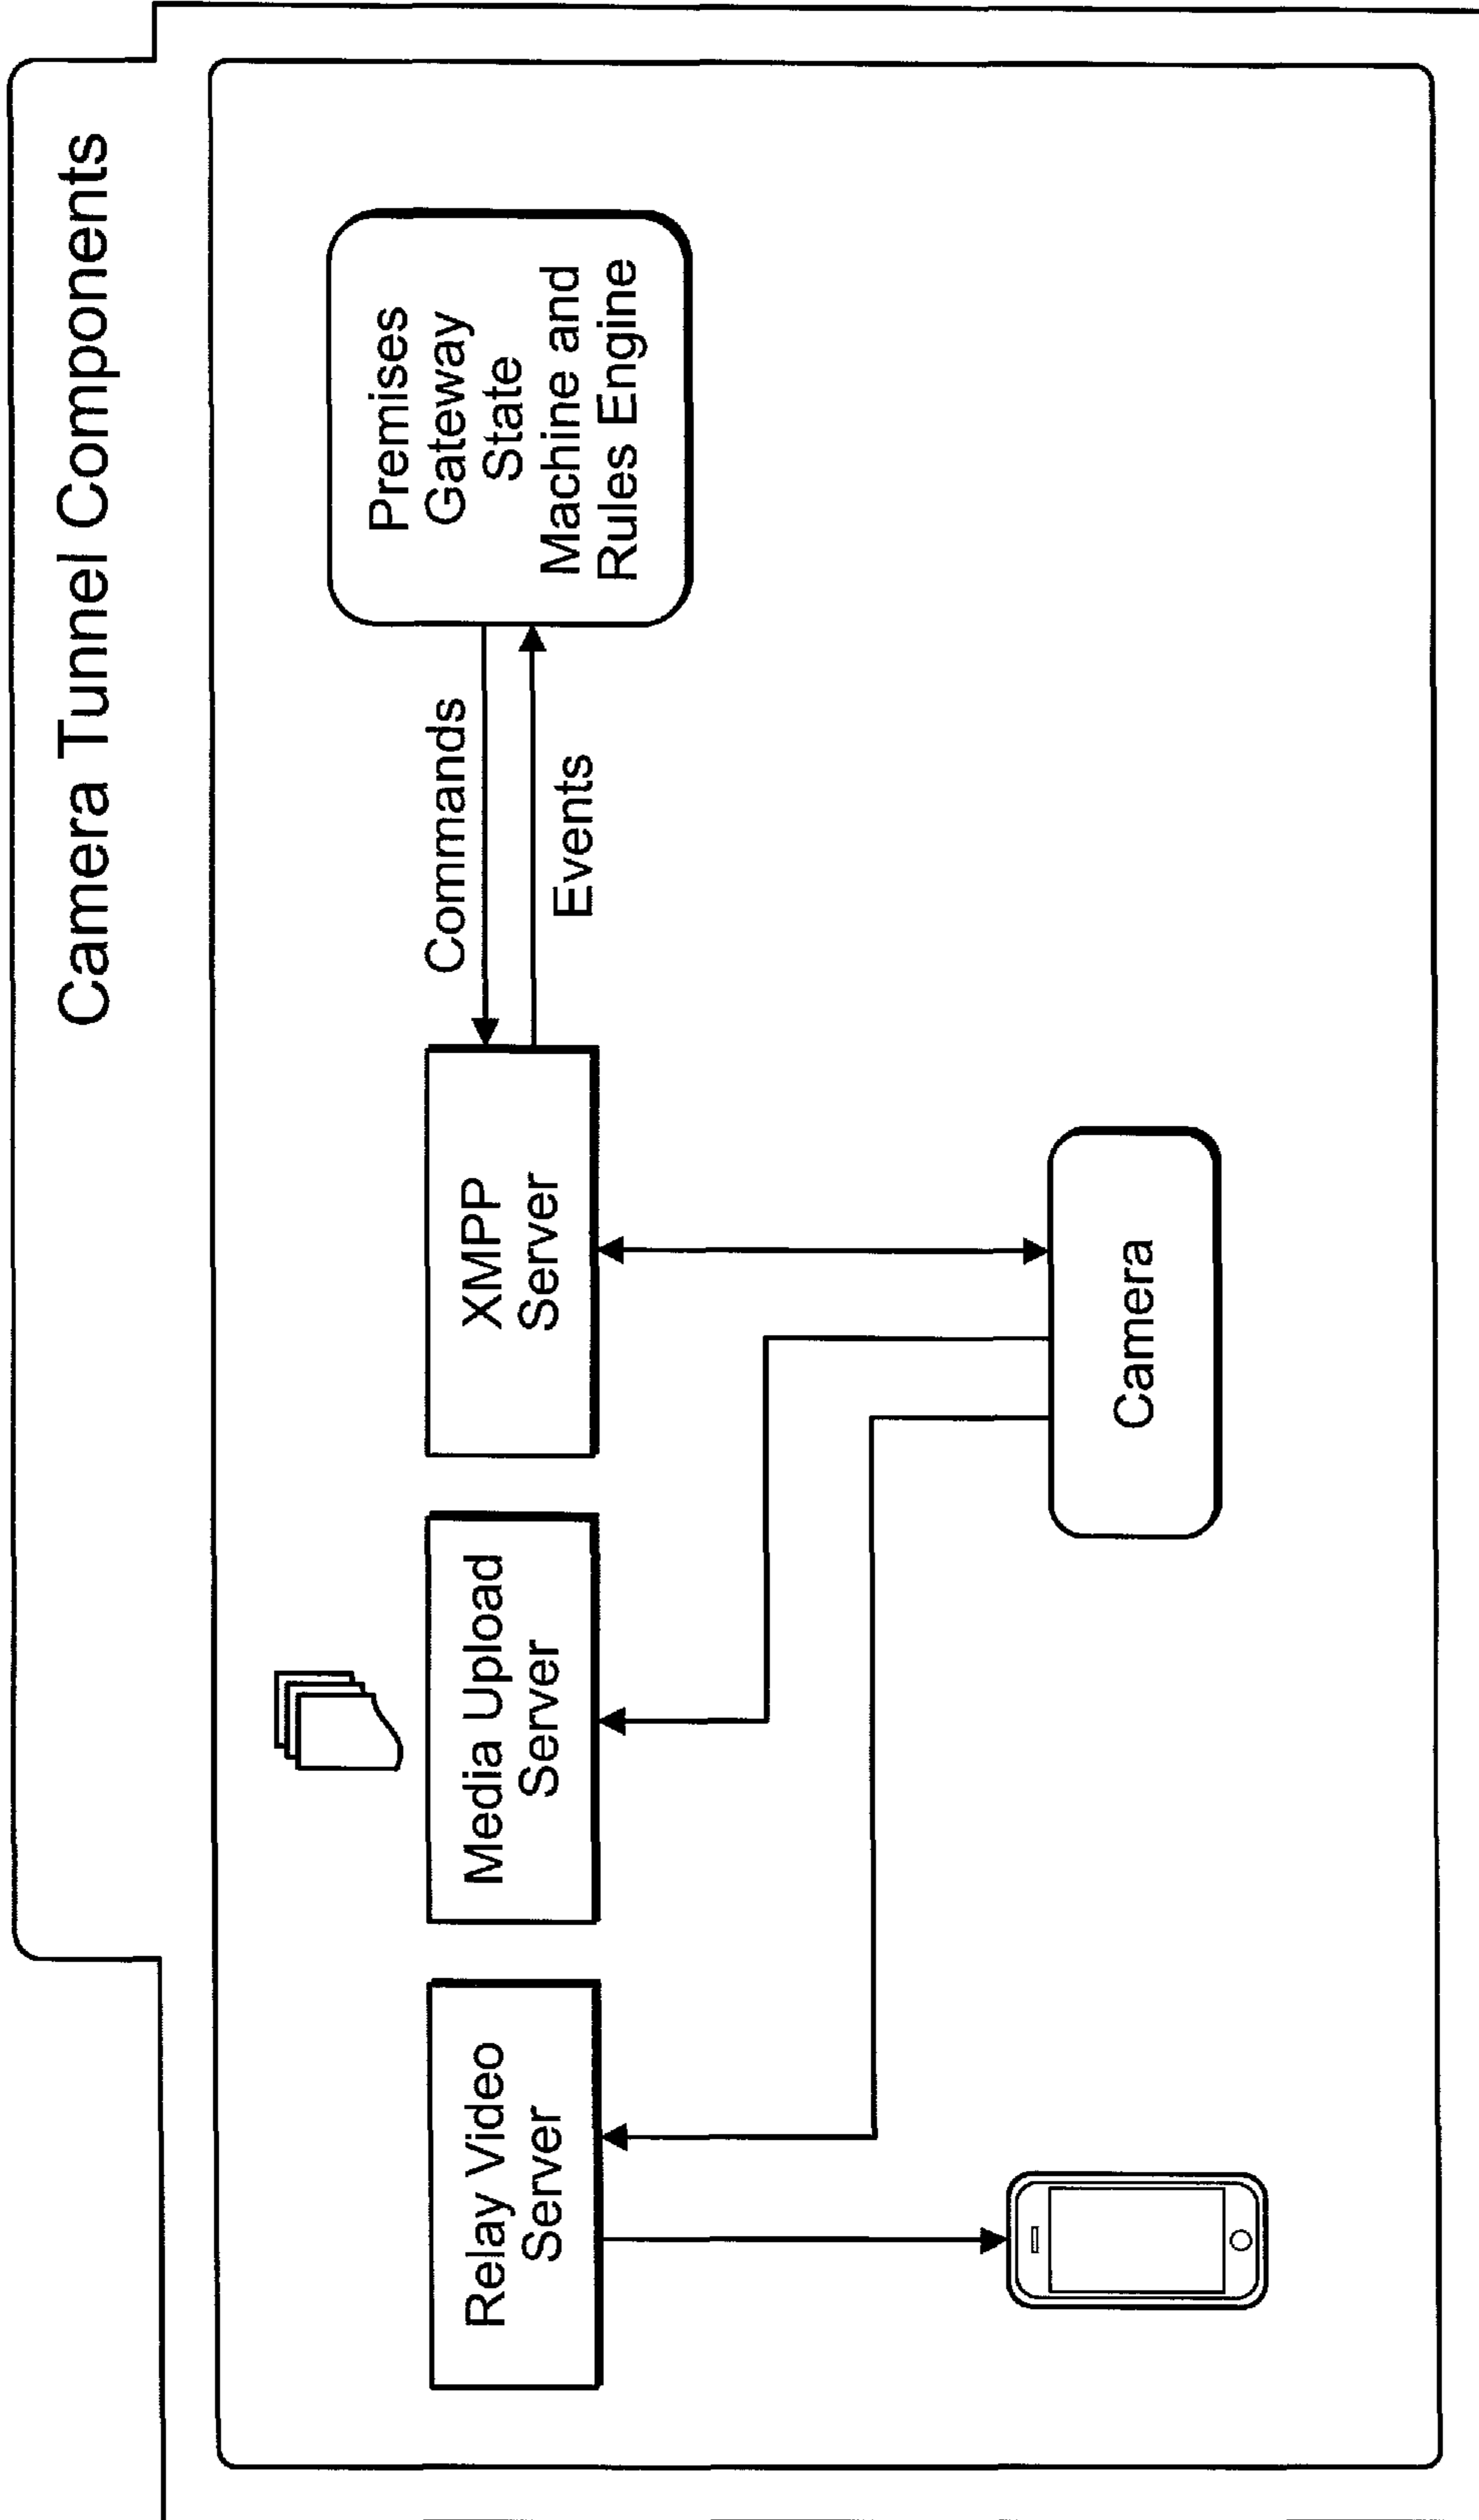 Camera Tunnel Components
Relay Video
Server
Media Upload
Server
XMPP
Server
Commands
Events
Premises
Gateway
State
Machine and
Rules Engine
Camera